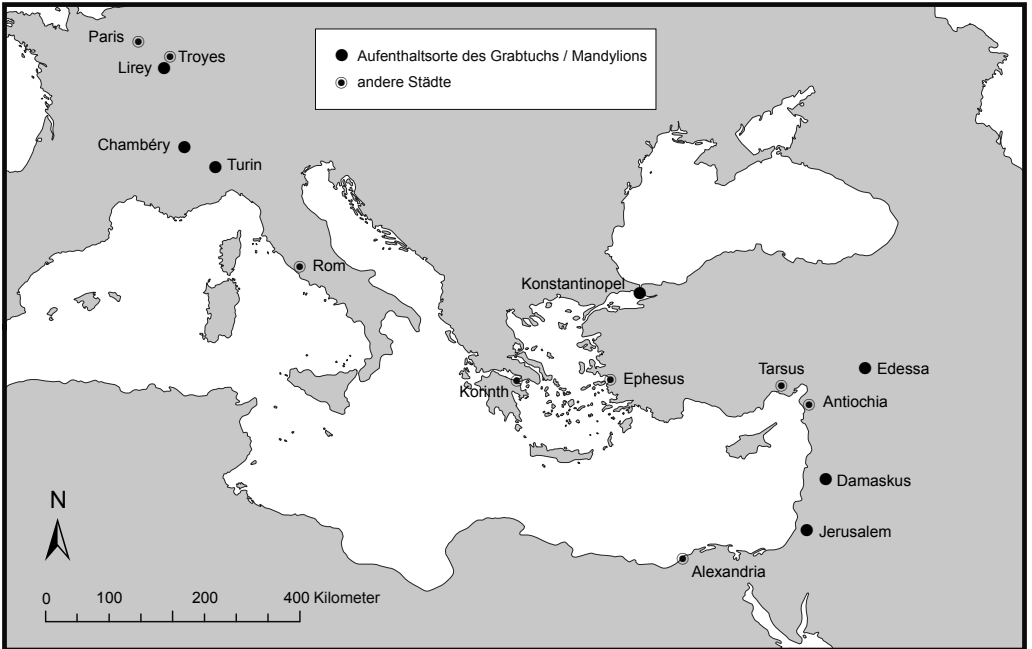 Paris
Troyes
Lirey
Aufenthaltsorte des Grabtuchs / Mandylions
andere Städte
Chambéry
Turin
Rom
Konstantinopel
Korinth
Ephesus
Tarsus
Edessa
Antiochia
Damaskus
Jerusalem
Alexandria
N
0 100 200 400 Kilometer